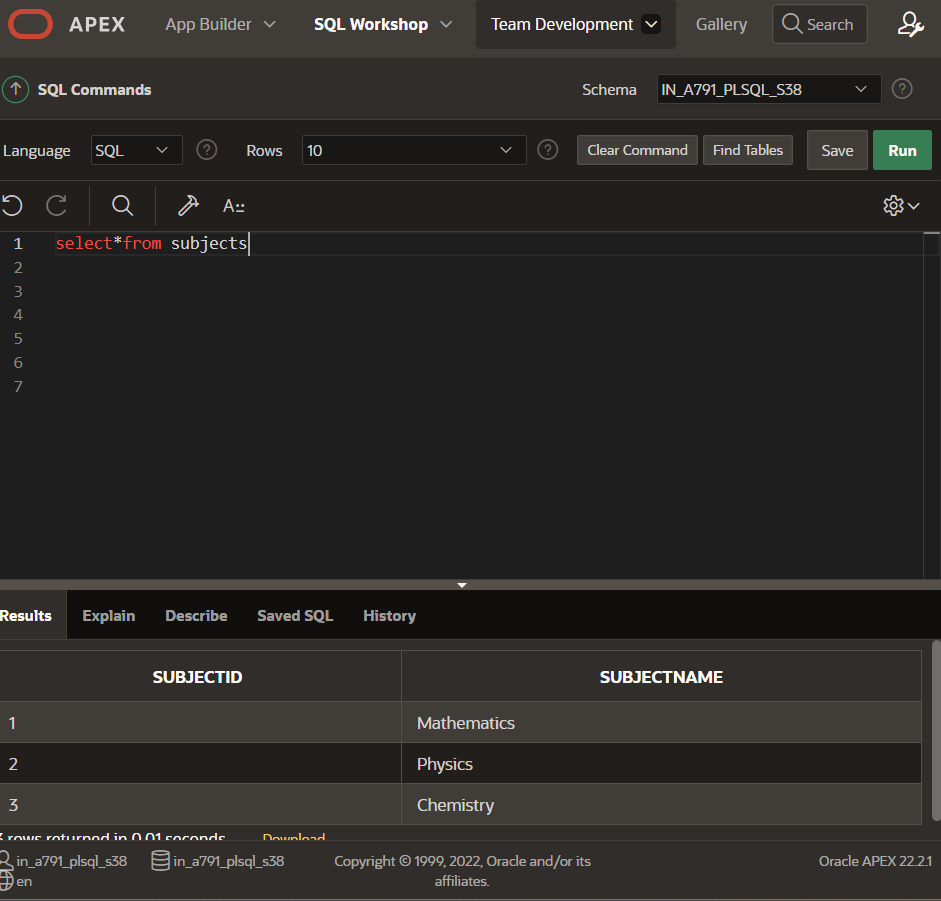 APEX App Builder SQL Workshop Team Development Gallery Search
SQL Commands Schema IN_A791_PLSQL_S38 ?
Language SQL ? Rows 10 ? Clear Command Find Tables Save Run
A::
1 select*from subjects
2
3
4
5
6
7
Results Explain Describe Saved SQL History
SUBJECTID SUBJECTNAME
1 Mathematics
2 Physics
3 Chemistry
3 rows returned in 0.01 seconds Download
in_a791_plsql_s38 in_a791_plsql_s38 Copyright © 1999, 2022, Oracle and/or its Oracle APEX 22.2.1
en affiliates.